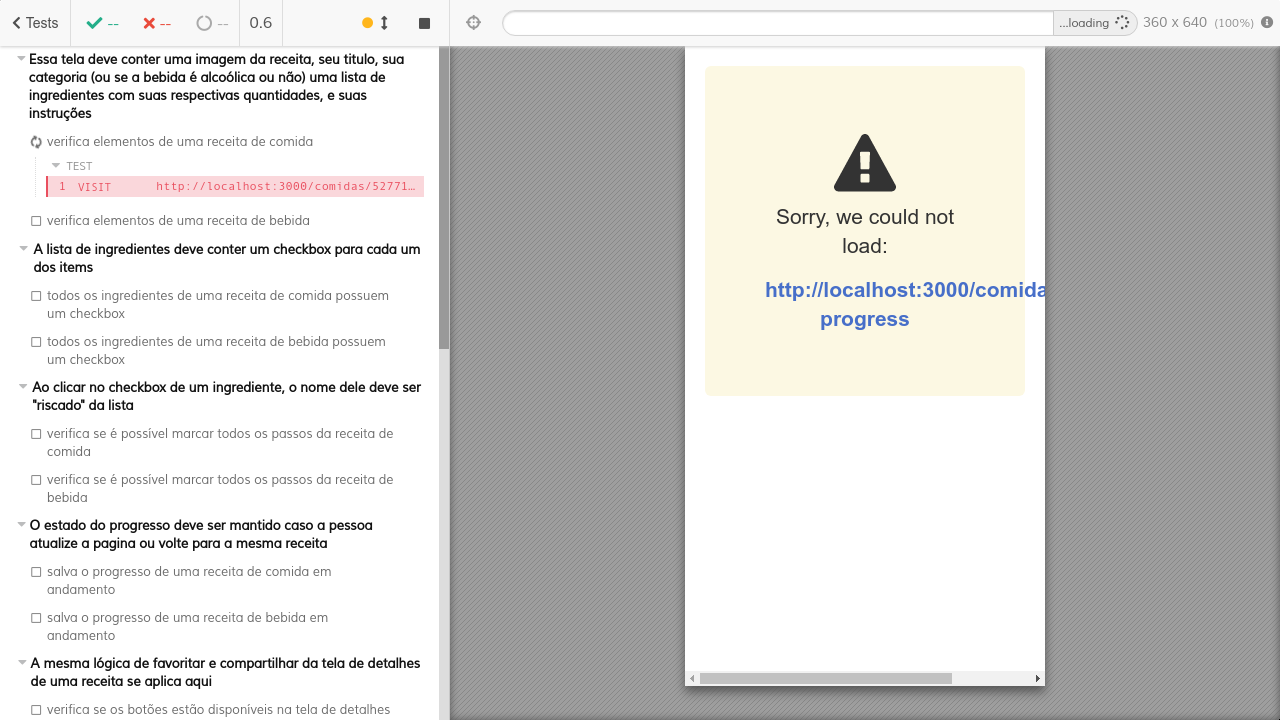 Tests
--
--
--
0.6
...loading
360 x 640 (100%)
Essa tela deve conter uma imagem da receita, seu titulo, sua
categoria (ou se a bebida é alcoólica ou não) uma lista de
ingredientes com suas respectivas quantidades, e suas
instruções
verifica elementos de uma receita de comida
TEST
1 VISIT http://localhost:3000/comidas/52771...
verifica elementos de uma receita de bebida
A lista de ingredientes deve conter um checkbox para cada um
dos items
todos os ingredientes de uma receita de comida possuem
um checkbox
todos os ingredientes de uma receita de bebida possuem
um checkbox
Ao clicar no checkbox de um ingrediente, o nome dele deve ser
"riscado" da lista
verifica se é possível marcar todos os passos da receita de
comida
verifica se é possível marcar todos os passos da receita de
bebida
O estado do progresso deve ser mantido caso a pessoa
atualize a pagina ou volte para a mesma receita
salva o progresso de uma receita de comida em
andamento
salva o progresso de uma receita de bebida em
andamento
A mesma lógica de favoritar e compartilhar da tela de detalhes
de uma receita se aplica aqui
verifica se os botões estão disponíveis na tela de detalhes
Sorry, we could not
load:
http://localhost:3000/comida
progress